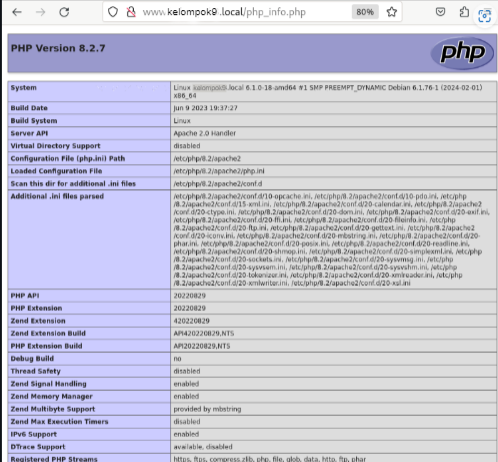 www.kelompok9.local/php_info.php
80%
PHP Version 8.2.7
php
System Linux kelompok9.local 6.1.0-18-amd64 #1 SMP PREEMPT_DYNAMIC Debian 6.1.76-1 (2024-02-01)
x86_64
Build Date Jun 9 2023 19:37:27
Build System Linux
Server API Apache 2.0 Handler
Virtual Directory Support disabled
Configuration File (php.ini) Path /etc/php/8.2/apache2
Loaded Configuration File /etc/php/8.2/apache2/php.ini
Scan this dir for additional .ini files /etc/php/8.2/apache2/conf.d
Additional .ini files parsed /etc/php/8.2/apache2/conf.d/10-opcache.ini, /etc/php/8.2/apache2/conf.d/10-pdo.ini, /etc/php
/8.2/apache2/conf.d/15-xml.ini, /etc/php/8.2/apache2/conf.d/20-calendar.ini, /etc/php/8.2/apache2
/conf.d/20-ctype.ini, /etc/php/8.2/apache2/conf.d/20-dom.ini, /etc/php/8.2/apache2/conf.d/20-exif.ini,
/etc/php/8.2/apache2/conf.d/20-ffi.ini, /etc/php/8.2/apache2/conf.d/20-fileinfo.ini, /etc/php
/8.2/apache2/conf.d/20-ftp.ini, /etc/php/8.2/apache2/conf.d/20-gettext.ini, /etc/php/8.2/apache2
/conf.d/20-iconv.ini, /etc/php/8.2/apache2/conf.d/20-mbstring.ini, /etc/php/8.2/apache2/conf.d/20-
phar.ini, /etc/php/8.2/apache2/conf.d/20-posix.ini, /etc/php/8.2/apache2/conf.d/20-readline.ini,
/etc/php/8.2/apache2/conf.d/20-shmop.ini, /etc/php/8.2/apache2/conf.d/20-simplexml.ini, /etc/php
/8.2/apache2/conf.d/20-sockets.ini, /etc/php/8.2/apache2/conf.d/20-sysvmsg.ini, /etc/php
/8.2/apache2/conf.d/20-sysvsem.ini, /etc/php/8.2/apache2/conf.d/20-sysvshm.ini, /etc/php
/8.2/apache2/conf.d/20-tokenizer.ini, /etc/php/8.2/apache2/conf.d/20-xmlreader.ini, /etc/php
/8.2/apache2/conf.d/20-xmlwriter.ini, /etc/php/8.2/apache2/conf.d/20-xsl.ini
PHP API 20220829
PHP Extension 20220829
Zend Extension 420220829
Zend Extension Build API420220829,NTS
PHP Extension Build API20220829,NTS
Debug Build no
Thread Safety disabled
Zend Signal Handling enabled
Zend Memory Manager enabled
Zend Multibyte Support provided by mbstring
Zend Max Execution Timers disabled
IPv6 Support enabled
DTrace Support available, disabled
Registered PHP Streams https, ftps, compress.zlib, php, file, glob, data, http, ftp, phar